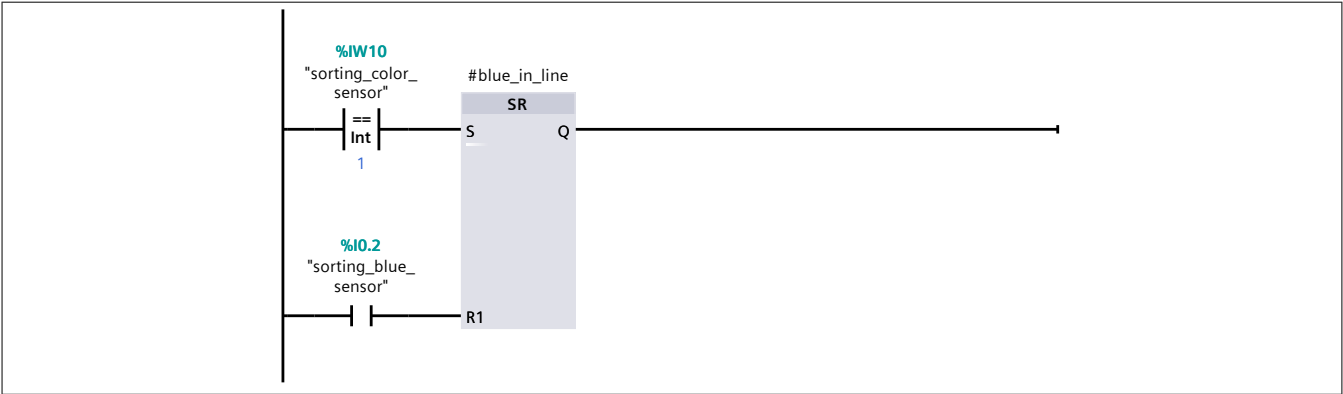 %IW10
"sorting_color_
sensor"
==
Int
1
#blue_in_line
SR
S
Q
%I0.2
"sorting_blue_
sensor"
R1